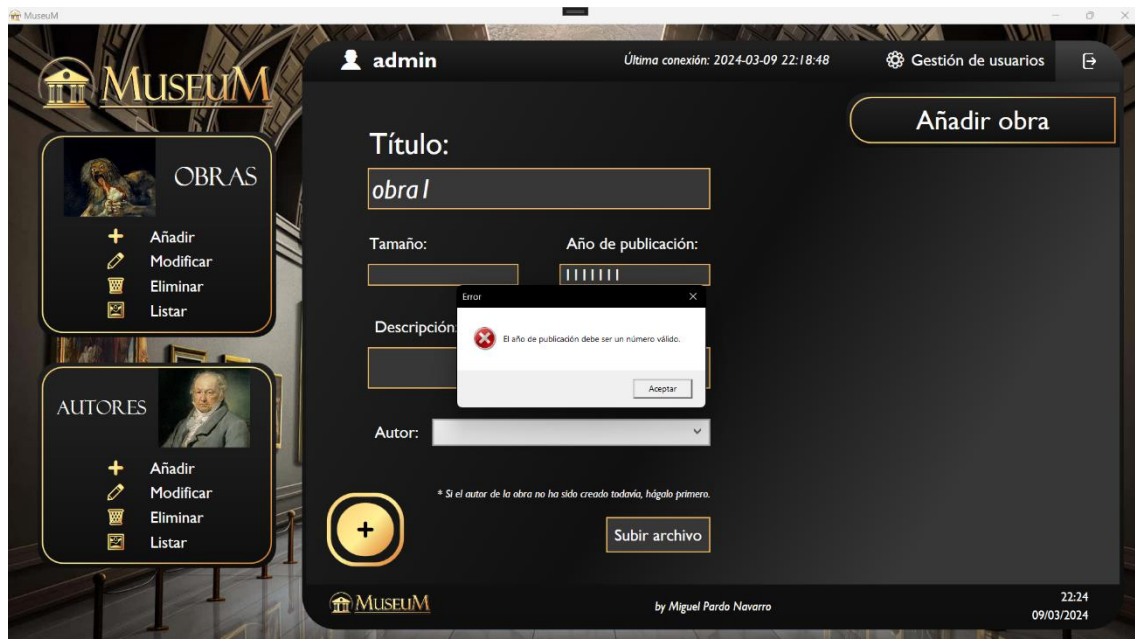 MuseuM
MUSEUM
admin
Última conexión: 2024-03-09 22:18:48
Gestión de usuarios
Añadir obra
OBRAS
Añadir
Modificar
Eliminar
Listar
AUTORES
Añadir
Modificar
Eliminar
Listar
Título:
obra1
Tamaño:
Año de publicación:
1111111
Error
El año de publicación debe ser un número válido.
Aceptar
Descripción:
Autor:
* Si el autor de la obra no ha sido creado todavía, hágalo primero.
+
Subir archivo
MUSEUM
by Miguel Pardo Navarro
22:24
09/03/2024